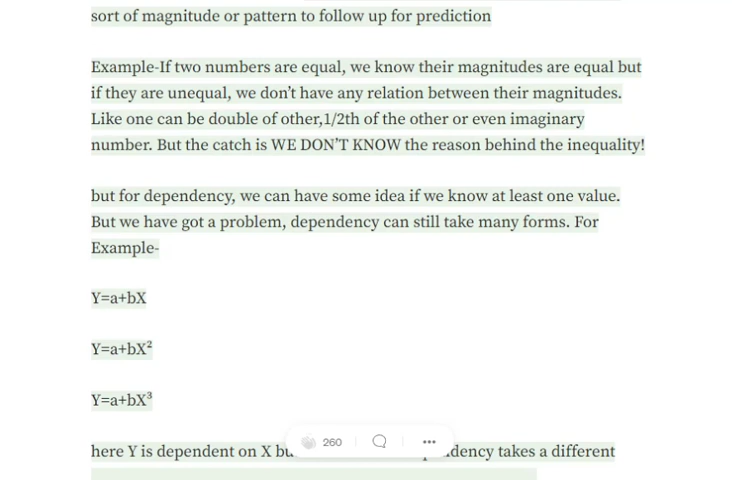 sort of magnitude or pattern to follow up for prediction
Example-If two numbers are equal, we know their magnitudes are equal but
if they are unequal, we don't have any relation between their magnitudes.
Like one can be double of other,1/2th of the other or even imaginary
number. But the catch is WE DON'T KNOW the reason behind the inequality!
but for dependency, we can have some idea if we know at least one value.
But we have got a problem, dependency can still take many forms. For
Example-
Y=a+bX
Y=a+bX²
Y=a+bX³
here Y is dependent on X takes a different
260